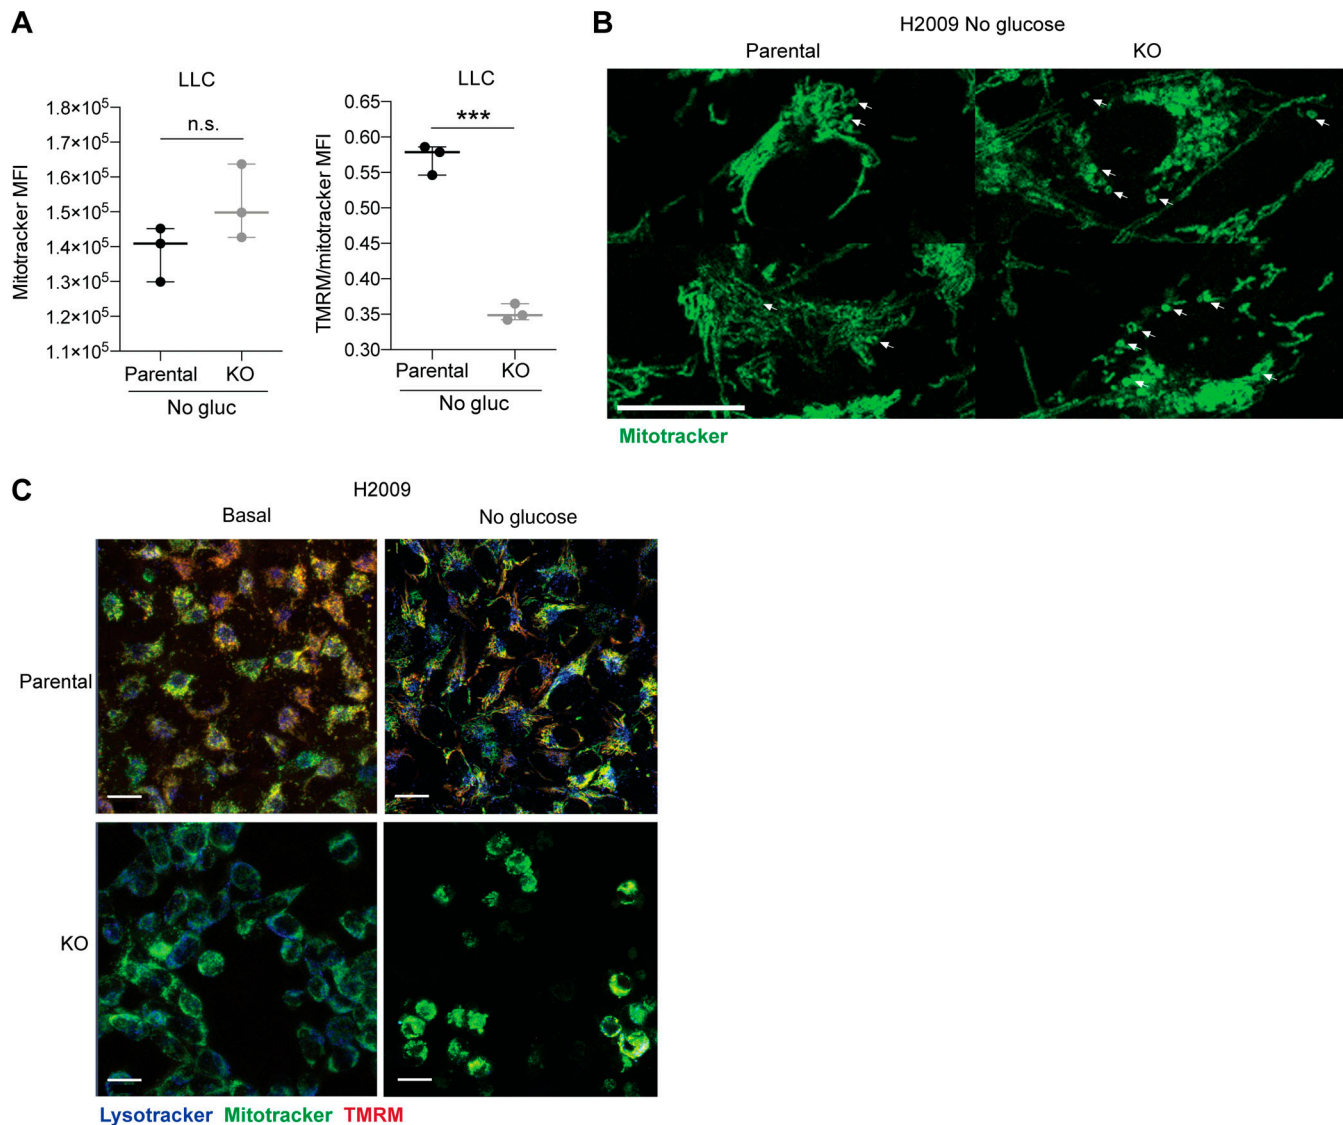 A
LLC
Mitotracker MFI
1.8×10⁵
1.7×10⁵
1.6×10⁵
1.5×10⁵
1.4×10⁵
1.3×10⁵
1.2×10⁵
1.1×10⁵
n.s.
Parental KO
No gluc
LLC
TMRM/mitotracker MFI
0.65
0.60
0.55
0.50
0.45
0.40
0.35
0.30
***
Parental KO
No gluc
B
H2009 No glucose
Parental KO
Mitotracker
C
H2009
Basal No glucose
Parental
KO
Lysotracker Mitotracker TMRM